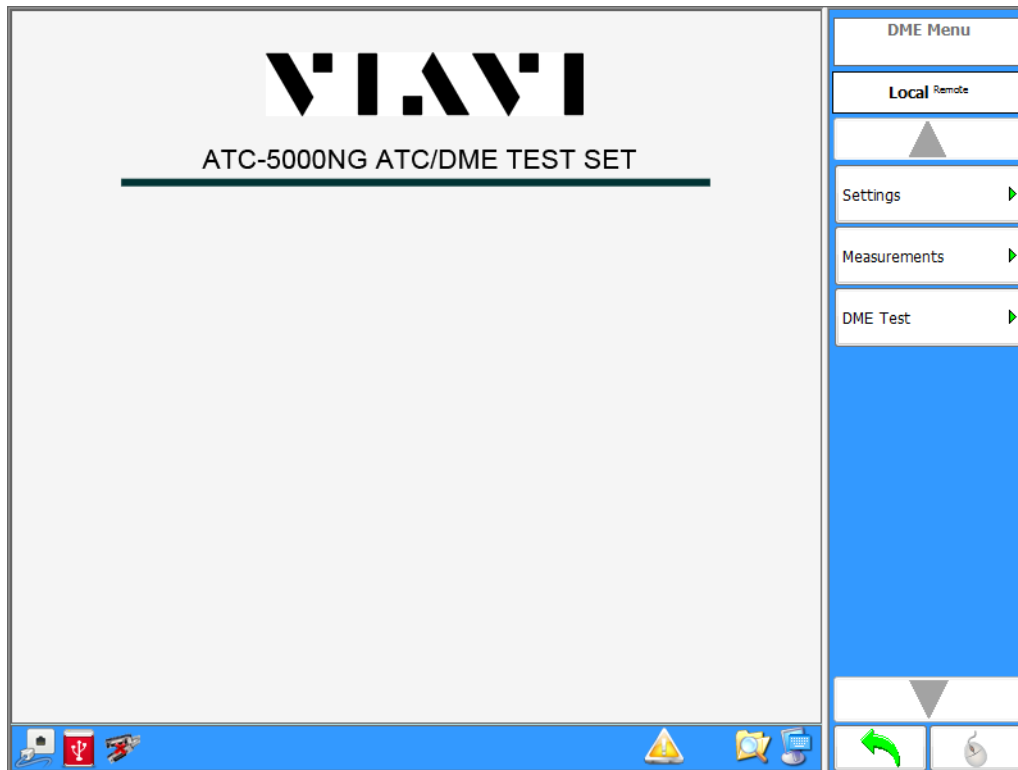 VIAVI
ATC-5000NG ATC/DME TEST SET
DME Menu
Local Remote
Settings
Measurements
DME Test